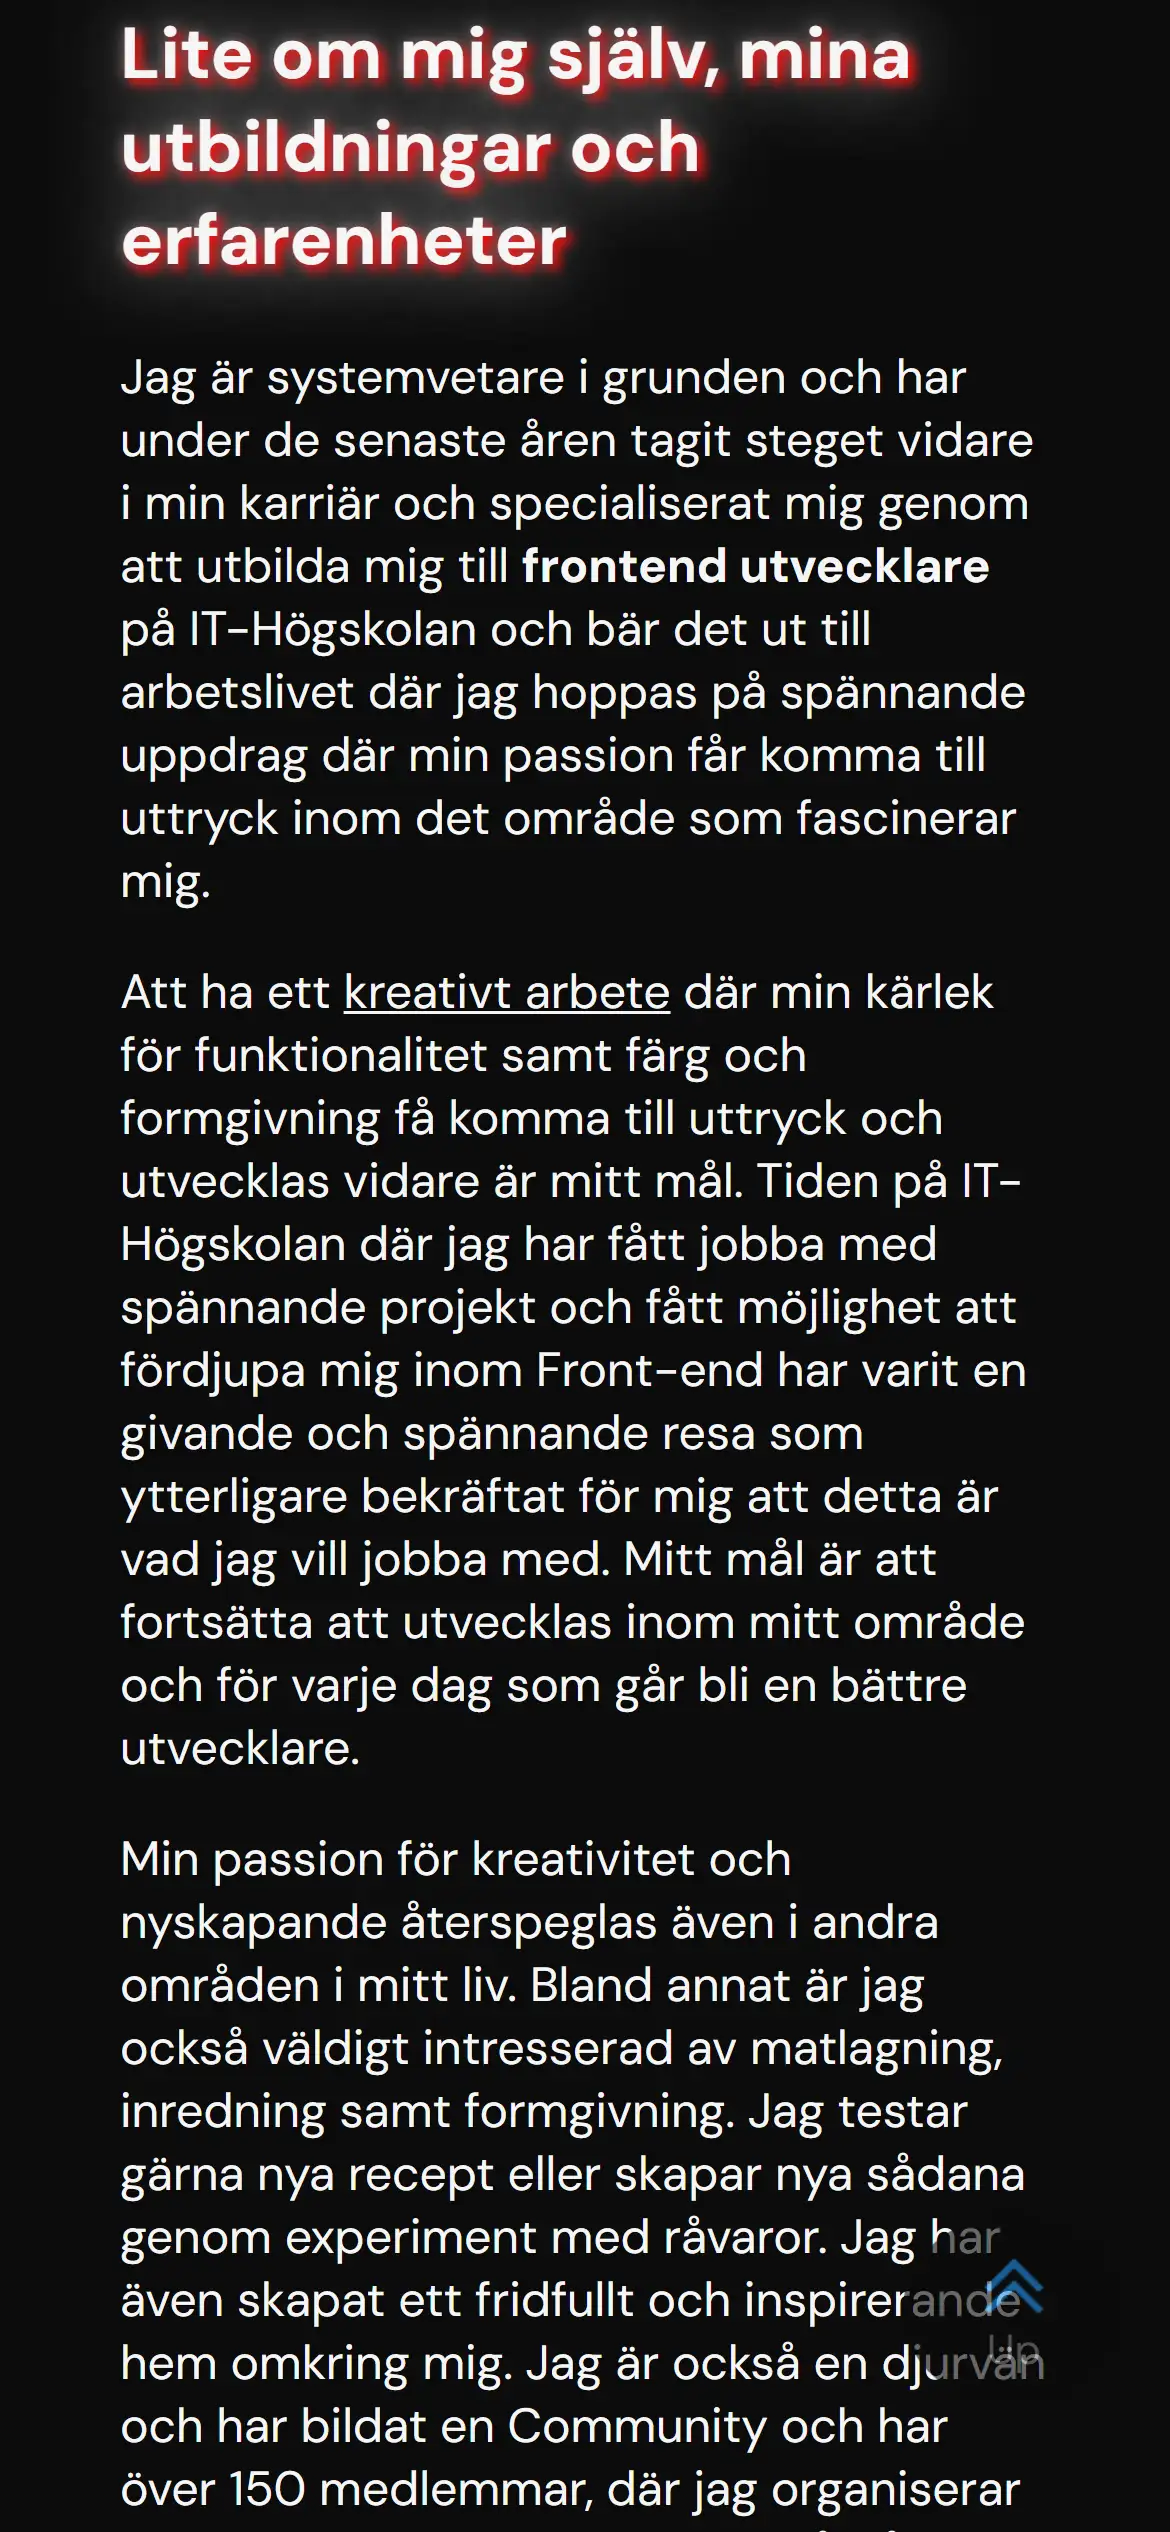 Lite om mig själv, mina
utbildningar och
erfarenheter
Jag är systemvetare i grunden och har
under de senaste åren tagit steget vidare
i min karriär och specialiserat mig genom
att utbilda mig till frontend utvecklare
på IT-Högskolan och bär det ut till
arbetslivet där jag hoppas på spännande
uppdrag där min passion får komma till
uttryck inom det område som fascinerar
mig.
Att ha ett kreativt arbete där min kärlek
för funktionalitet samt färg och
formgivning få komma till uttryck och
utvecklas vidare är mitt mål. Tiden på IT-
Högskolan där jag har fått jobba med
spännande projekt och fått möjlighet att
fördjupa mig inom Front-end har varit en
givande och spännande resa som
ytterligare bekräftat för mig att detta är
vad jag vill jobba med. Mitt mål är att
fortsätta att utvecklas inom mitt område
och för varje dag som går bli en bättre
utvecklare.
Min passion för kreativitet och
nyskapande återspeglas även i andra
områden i mitt liv. Bland annat är jag
också väldigt intresserad av matlagning,
inredning samt formgivning. Jag testar
gärna nya recept eller skapar nya sådana
genom experiment med råvaror. Jag har
även skapat ett fridfullt och inspirerande
hem omkring mig. Jag är också en djurvän
Up
och har bildat en Community och har
över 150 medlemmar, där jag organiserar